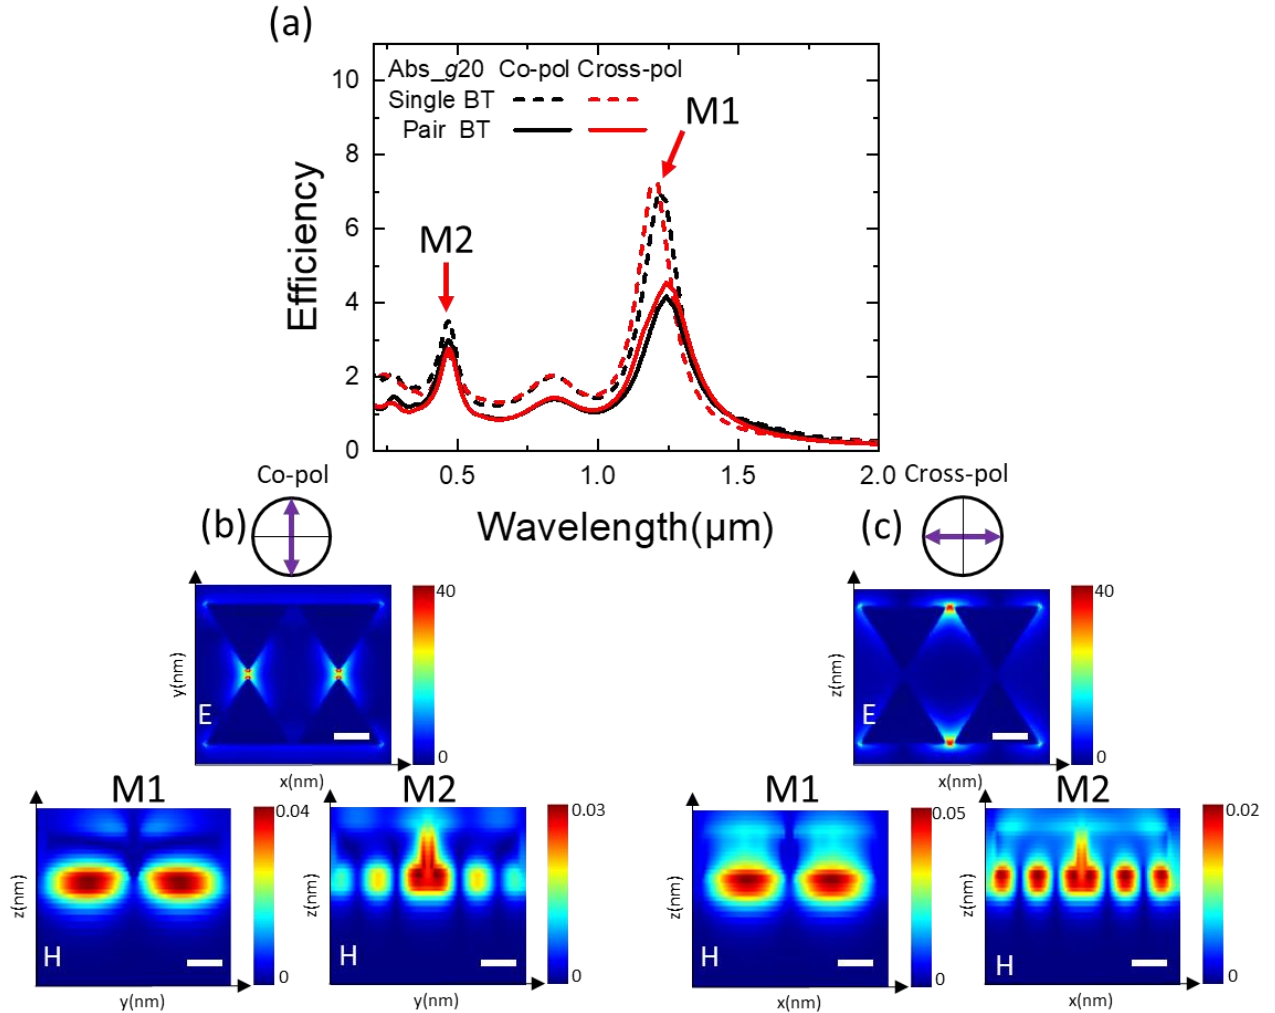 (a)
Abs_g20 Co-pol Cross-pol
Single BT
Pair BT
M1
M2
Efficiency
10
8
6
4
2
0
0.5 1.0 1.5 2.0
Wavelength(μm)
Co-pol
(b)
y(nm)
E
x(nm)
40
0
Cross-pol
(c)
z(nm)
E
x(nm)
40
0
M1
z(nm)
H
y(nm)
0.04
0
M2
z(nm)
y(nm)
0.03
0
M1
z(nm)
H
x(nm)
0.05
0
M2
z(nm)
H
x(nm)
0.02
0